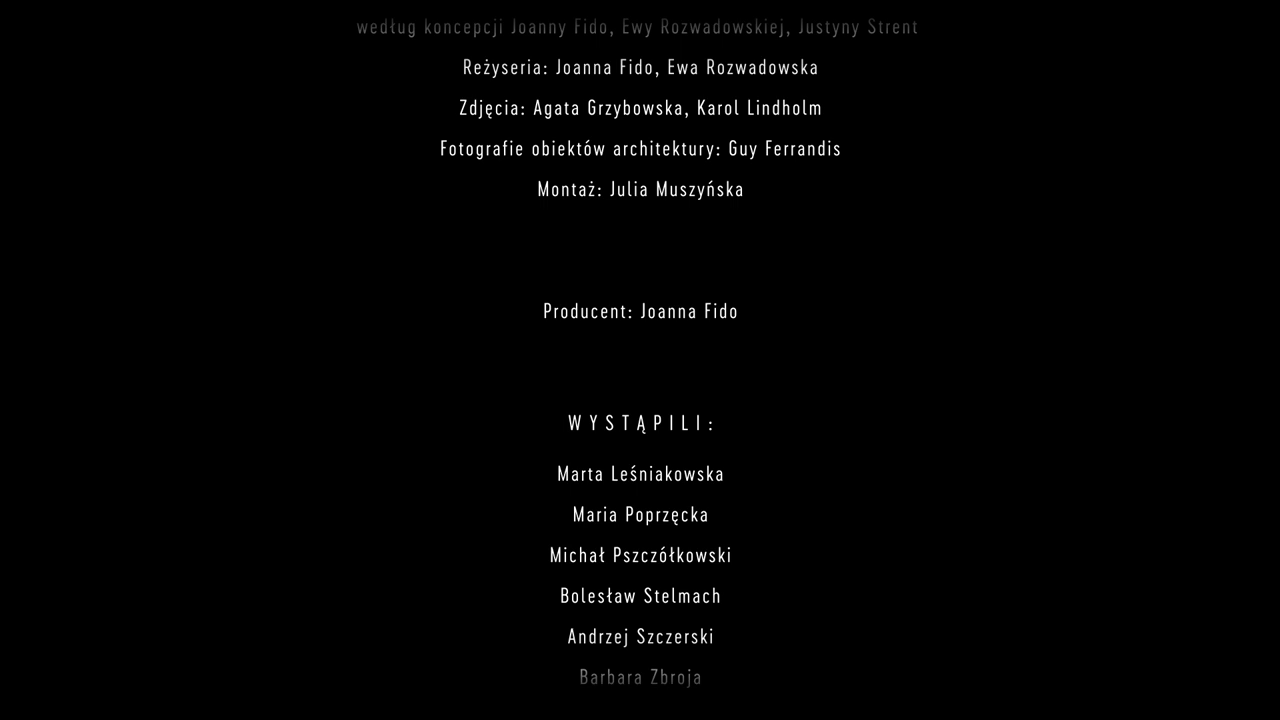 według koncepcji Joanny Fido, Ewy Rozwadowskiej, Justyny Strent
Reżyseria: Joanna Fido, Ewa Rozwadowska
Zdjęcia: Agata Grzybowska, Karol Lindholm
Fotografie obiektów architektury: Guy Ferrandis
Montaż: Julia Muszyńska
Producent: Joanna Fido
WYSTĄPILI:
Marta Leśniakowska
Maria Poprzęcka
Michał Pszczółkowski
Bolesław Stelmach
Andrzej Szczerski
Barbara Zbroja